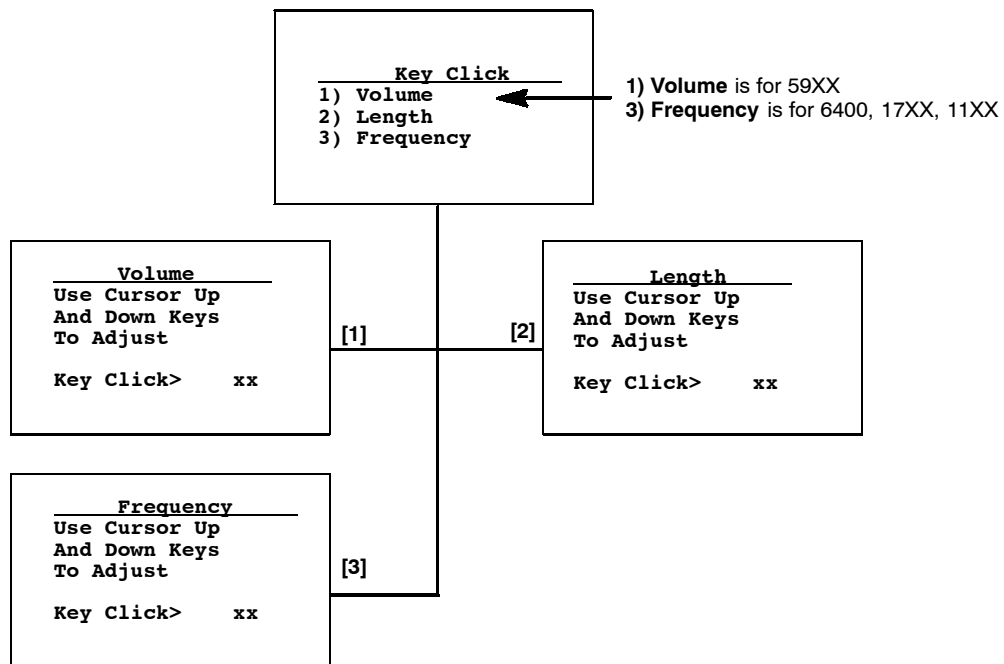 Key Click
1) Volume
2) Length
3) Frequency
1) Volume is for 59XX
3) Frequency is for 6400, 17XX, 11XX
Volume
Use Cursor Up
And Down Keys
To Adjust
Key Click> xx
[1]
[2]
Length
Use Cursor Up
And Down Keys
To Adjust
Key Click> xx
Frequency
Use Cursor Up
And Down Keys
To Adjust
Key Click> xx
[3]